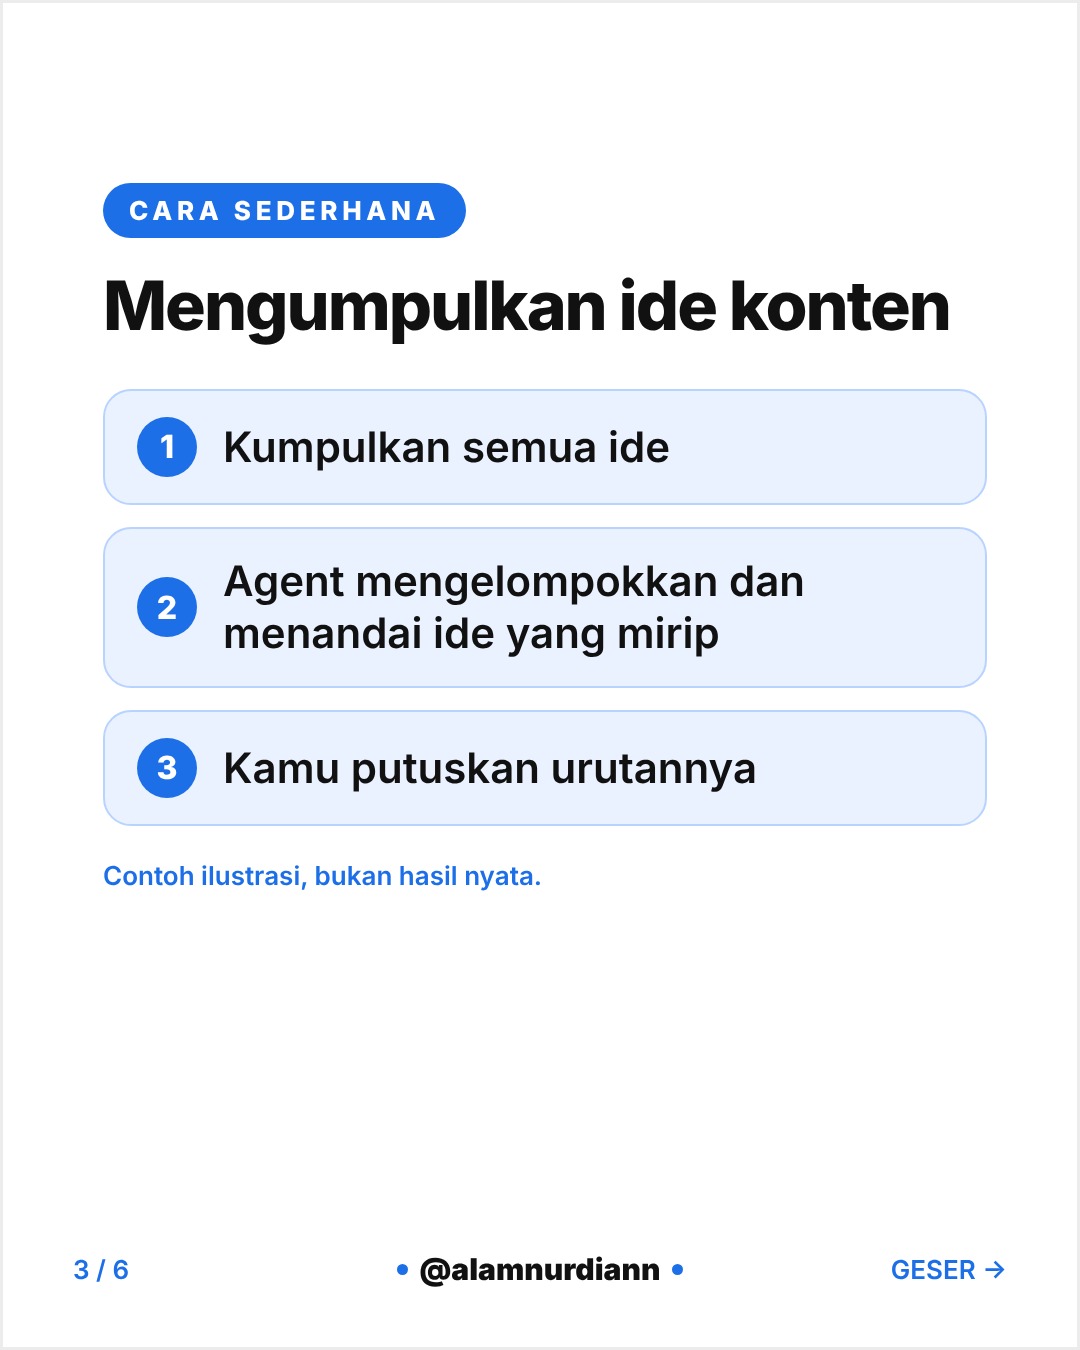 CARA SEDERHANA
Mengumpulkan ide konten
1 Kumpulkan semua ide
2 Agent mengelompokkan dan
menandai ide yang mirip
3 Kamu putuskan urutannya
Contoh ilustrasi, bukan hasil nyata.
3 / 6 • @alamnurdiann • GESER →